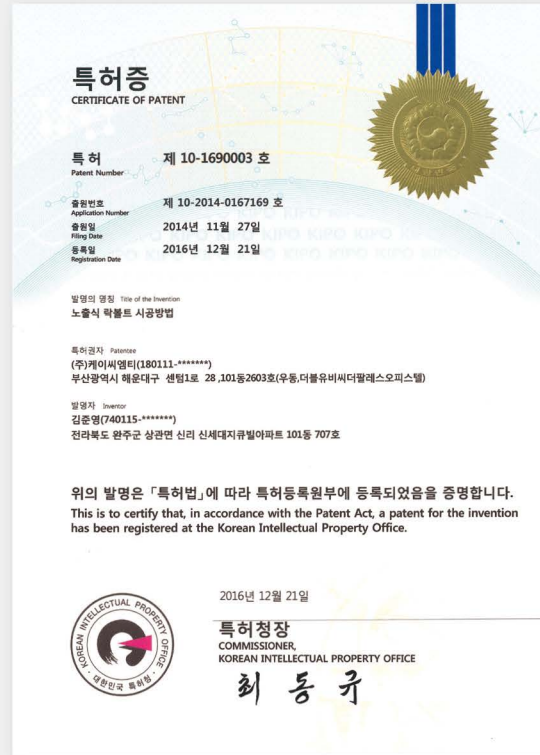 특허증
CERTIFICATE OF PATENT
특허 제 10-1690003 호
Patent Number
출원번호 제 10-2014-0167169 호
Application Number
출원일 2014년 11월 27일
Filing Date
등록일 2016년 12월 21일
Registration Date
KIPO KIPO KIPO KIPO
발명의 명칭 Title of the Invention
노출식 락볼트 시공방법
특허권자 Patentee
(주)케이씨엠티(180111-*******)
부산광역시 해운대구 센텀1로 28 ,101동2603호(우동,더블유비씨더팔레스오피스텔)
발명자 Inventor
김준영(740115-*******)
전라북도 완주군 상관면 신리 신세대지큐빌아파트 101동 707호
위의 발명은 「특허법」에 따라 특허등록원부에 등록되었음을 증명합니다.
This is to certify that, in accordance with the Patent Act, a patent for the invention
has been registered at the Korean Intellectual Property Office.
2016년 12월 21일
특허청장
COMMISSIONER,
KOREAN INTELLECTUAL PROPERTY OFFICE
최동규
KOREAN INTELLECTUAL PROPERTY OFFICE
대한민국 특허청